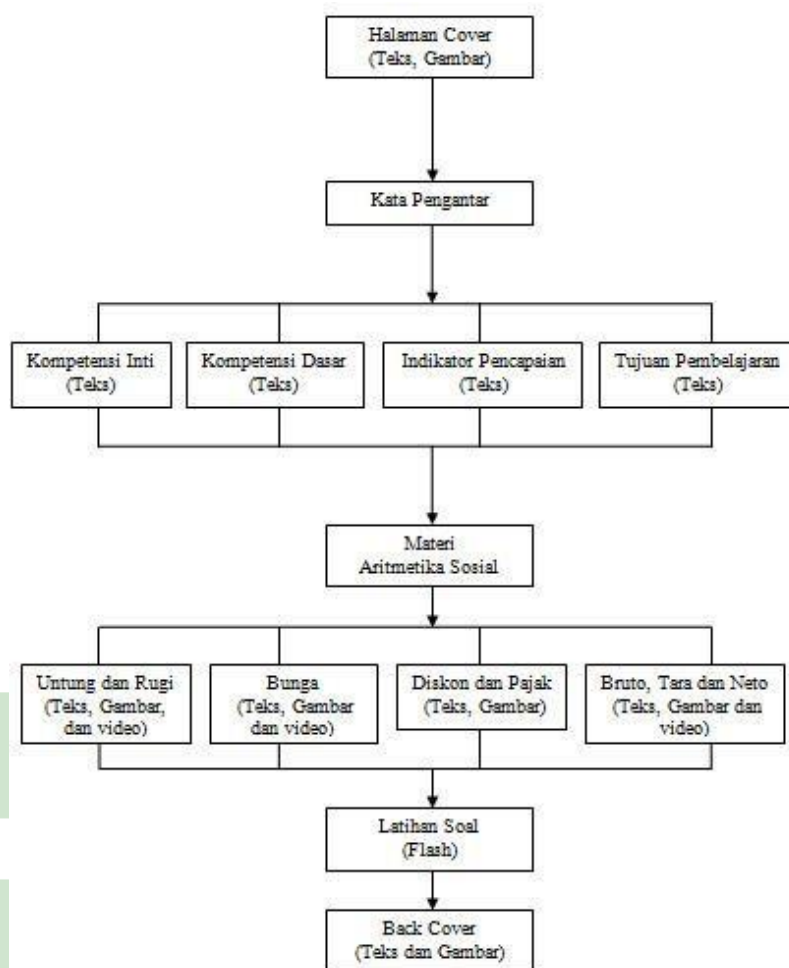 Halaman Cover
(Teks, Gambar)
Kata Pengantar
Kompetensi Inti
(Teks)
Kompetensi Dasar
(Teks)
Indikator Pencapaian
(Teks)
Tujuan Pembelajaran
(Teks)
Materi
Aritmetika Sosial
Untung dan Rugi
(Teks, Gambar,
dan video)
Bunga
(Teks, Gambar
dan video)
Diskon dan Pajak
(Teks, Gambar)
Bruto, Tara dan Neto
(Teks, Gambar dan
video)
Latihan Soal
(Flash)
Back Cover
(Teks dan Gambar)